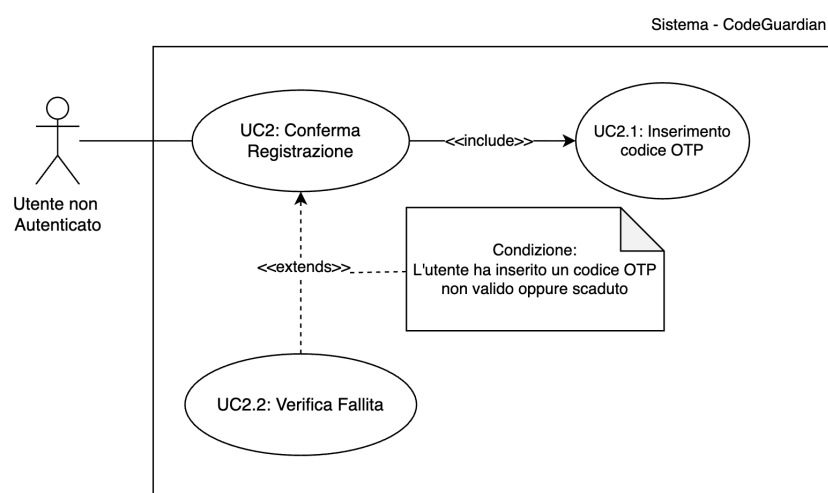 Sistema - CodeGuardian
UC2: Conferma
Registrazione
<<include>>
UC2.1: Inserimento
codice OTP
Utente non
Autenticato
<<extends>>
Condizione:
L'utente ha inserito un codice OTP
non valido oppure scaduto
UC2.2: Verifica Fallita